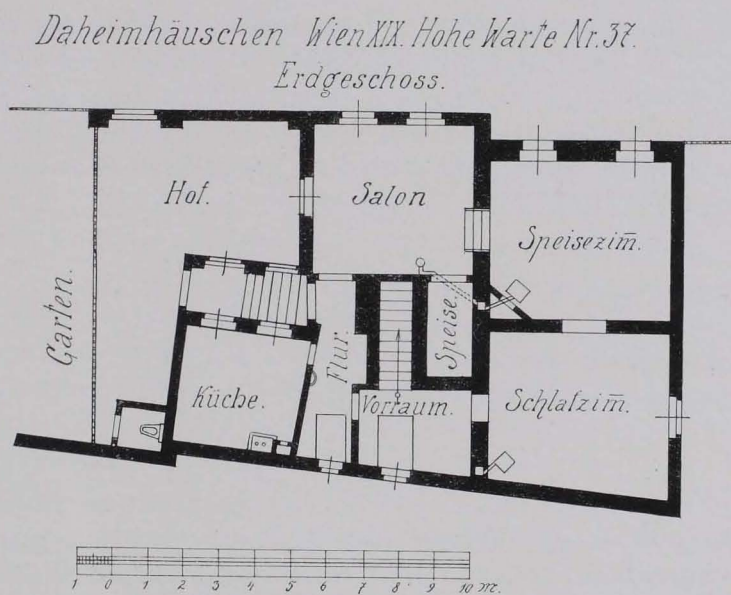 Daheimhäuschen Wien XIX. Hohe Warte Nr. 37.
Erdgeschoss.
Hof.
Salon
Speisezim̄.
Garten.
Flur.
Speise.
Küche.
Vorraum.
Schlafzim̄.
1 0 1 2 3 4 5 6 7 8 9 10 M.